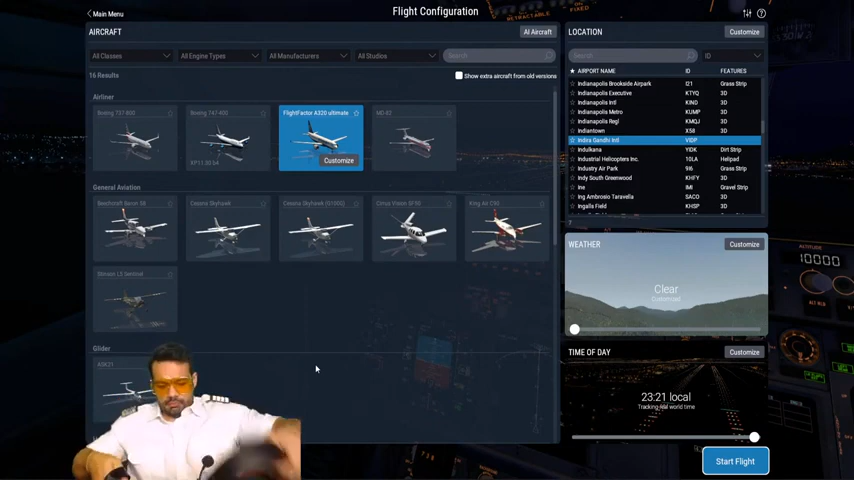 Main Menu
Flight Configuration
AIRCRAFT
AI Aircraft
All Classes
All Engine Types
All Manufacturers
All Studios
Search
16 Results
Show extra aircraft from old versions
Airliner
Boeing 737-800
Boeing 747-400
XP11.50 b4
FlightFactor A320 ultimate
Customize
MD-82
General Aviation
Beechcraft Baron 58
Cessna Skyhawk
Cessna Skyhawk (G1000)
Cirrus Vision SF50
King Air C90
Stinson L5 Sentinel
Glider
ASK21
LOCATION
Customize
Search
ID
AIRPORT NAME ID FEATURES
Indianapolis Brookside Airpark I21 Grass Strip
Indianapolis Executive KTYQ 3D
Indianapolis Intl KIND 3D
Indianapolis Metro KUMP 3D
Indianapolis Regl KMQJ 3D
Indiantown X58 3D
Indira Gandhi Intl VIDP
Indulkana YIDK Dirt Strip
Industrial Helicopters Inc. 10LA Helipad
Industry Air Park 9I6 Grass Strip
Indy South Greenwood KHFY 3D
Ine IMI Gravel Strip
Ing Ambrosio Taravella SACO 3D
Ingalls Field KHSP 3D
WEATHER
Customize
Clear
Customized
TIME OF DAY
Customize
23:21 local
Tracking real world time
Start Flight
ALTITUDE
10000